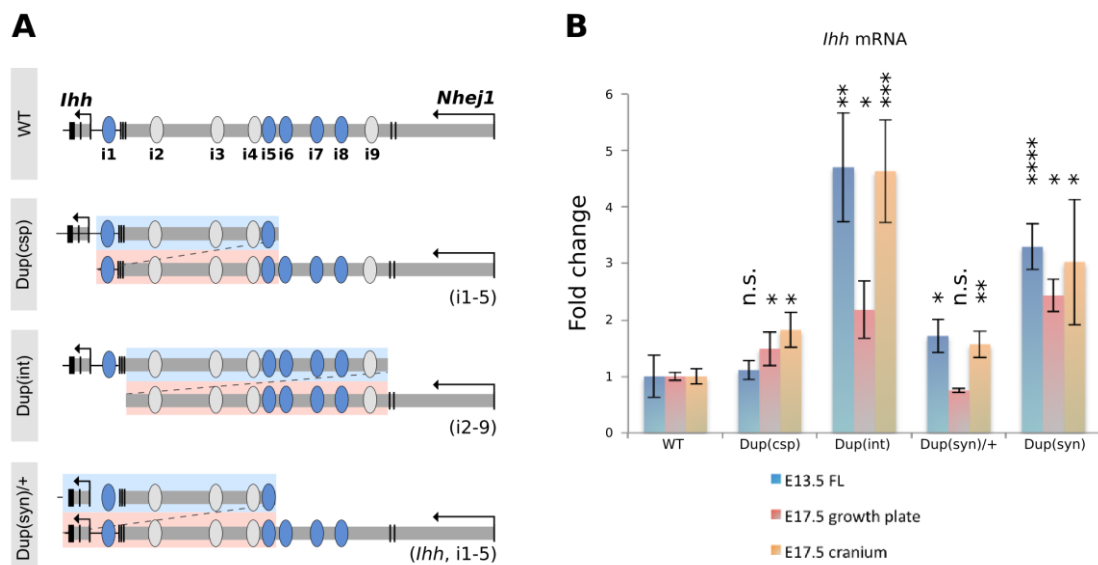 A
WT
Ihh
Nhej1
i1 i2 i3 i4 i5 i6 i7 i8 i9
Dup(csp)
(i1-5)
Dup(int)
(i2-9)
Dup(syn)/+
(Ihh, i1-5)
B
Ihh mRNA
Fold change
6
5
4
3
2
1
0
n.s. * *
** * ***
* n.s. **
**** * *
WT Dup(csp) Dup(int) Dup(syn)/+ Dup(syn)
E13.5 FL
E17.5 growth plate
E17.5 cranium